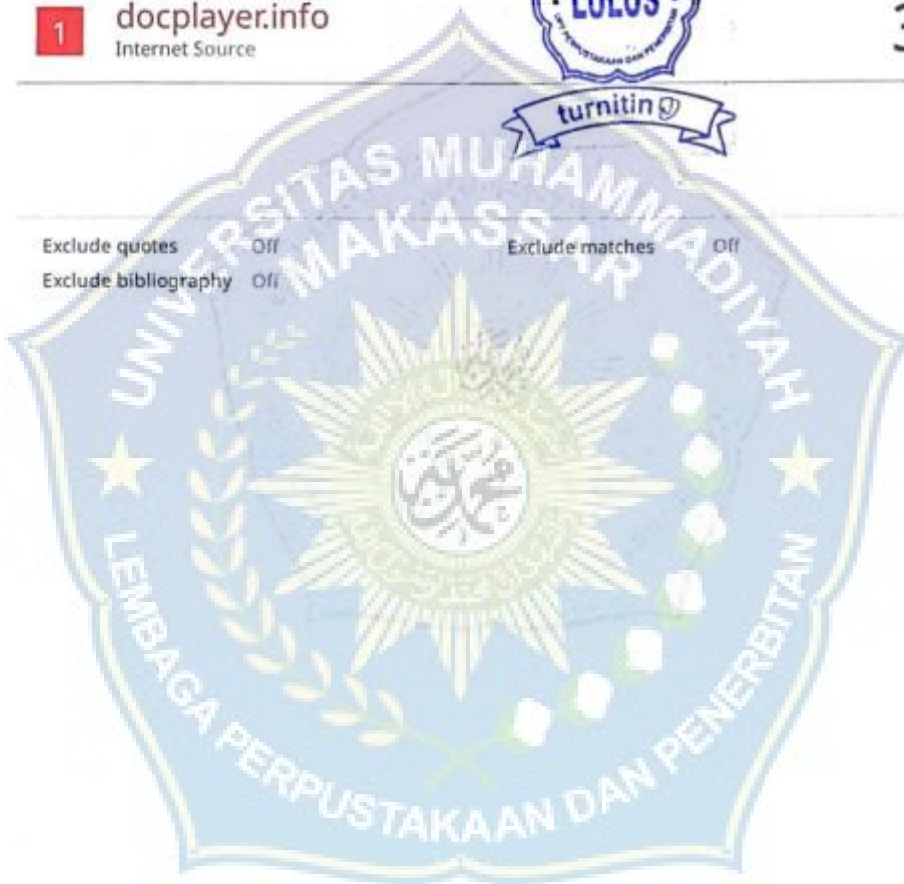 1 docplayer.info
Internet Source
LULUS
turnitin
Exclude quotes Off
Exclude matches Off
Exclude bibliography Off
UNIVERSITAS MUHAMMADIYAH
MAKASSAR
محمدية
LEMBAGA PERPUSTAKAAN DAN PENERBITAN